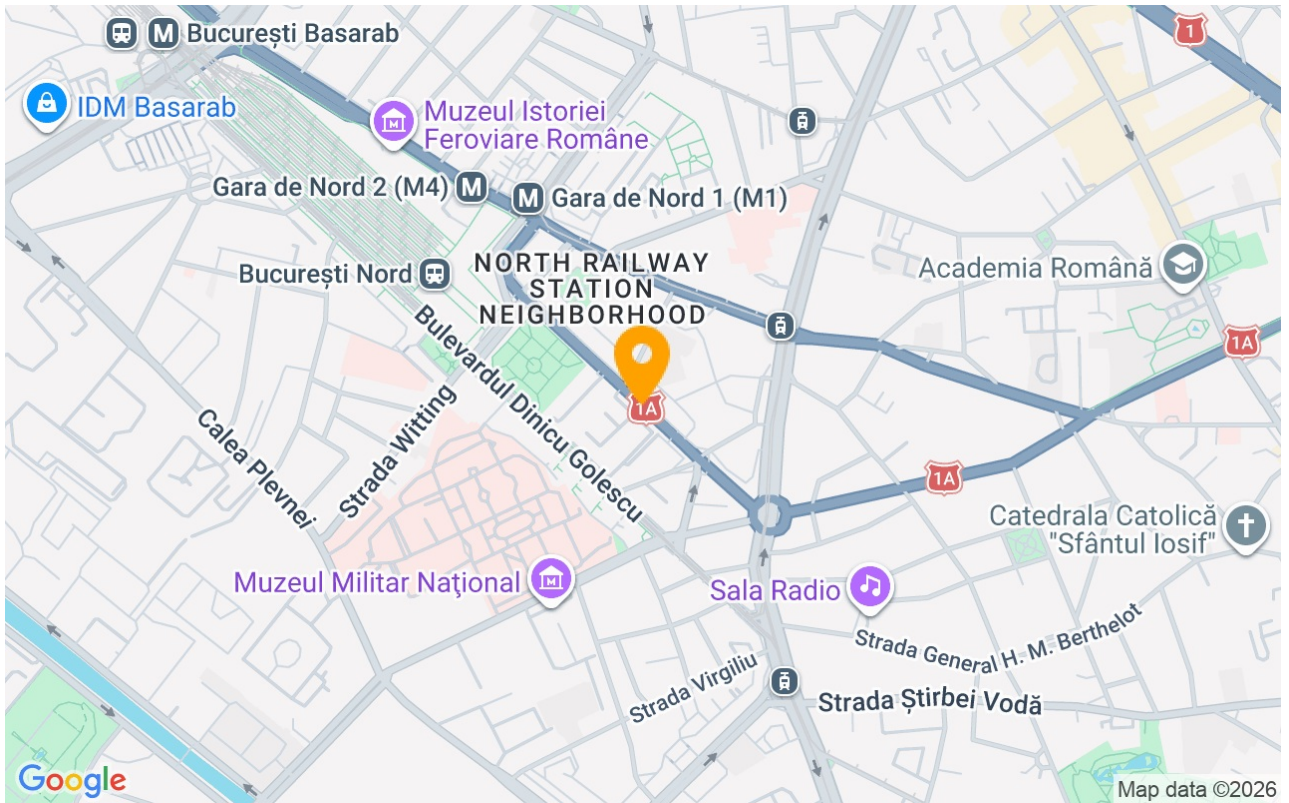 București Basarab
1
IDM Basarab
Muzeul Istoriei
Feroviare Române
Gara de Nord 2 (M4)
M
M
Gara de Nord 1 (M1)
București Nord
NORTH RAILWAY
STATION
NEIGHBORHOOD
Academia Română
1A
Bulevardul Dinicu Golescu
1A
Strada Witting
Calea Plevnei
1A
Catedrala Catolică
"Sfântul Iosif"
Muzeul Militar Naţional
Sala Radio
Strada General H. M. Berthelot
Strada Virgiliu
Strada Știrbei Vodă
Google
Map data ©2026